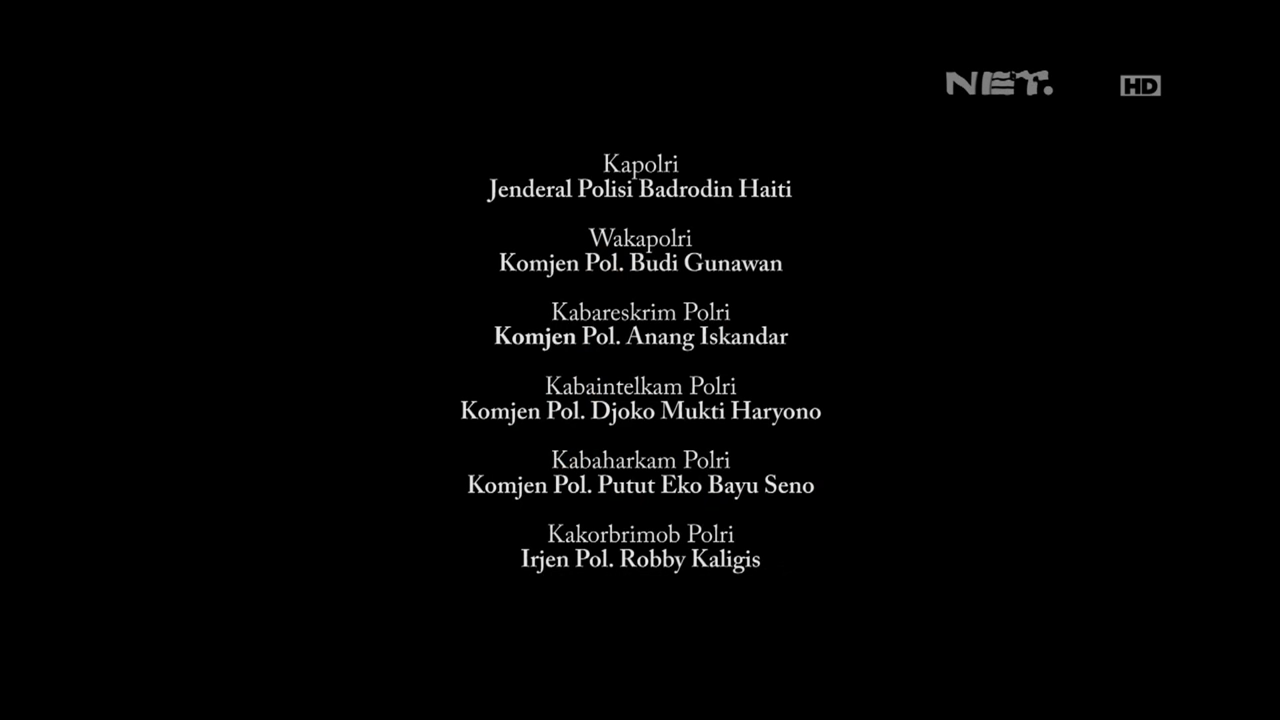 NET.
HD
Kapolri
Jenderal Polisi Badrodin Haiti
Wakapolri
Komjen Pol. Budi Gunawan
Kabareskrim Polri
Komjen Pol. Anang Iskandar
Kabaintelkam Polri
Komjen Pol. Djoko Mukti Haryono
Kabaharkam Polri
Komjen Pol. Putut Eko Bayu Seno
Kakorbrimob Polri
Irjen Pol. Robby Kaligis